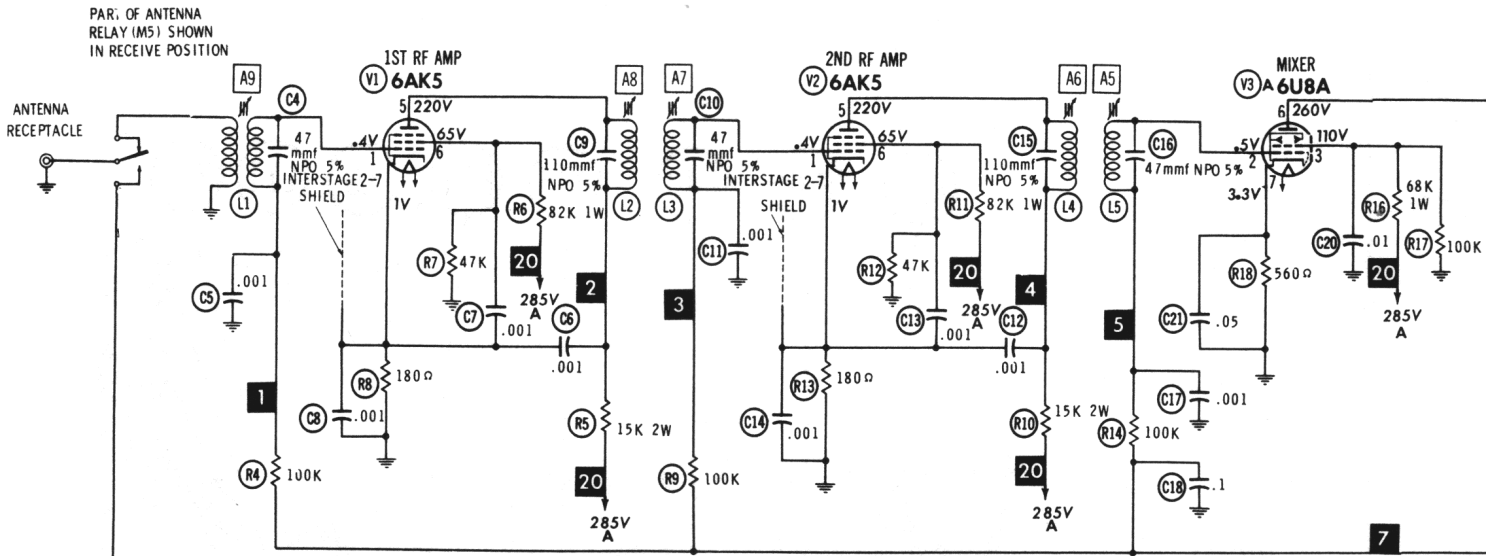 PART OF ANTENNA
RELAY (M5) SHOWN
IN RECEIVE POSITION
ANTENNA
RECEPTACLE
A9
C4
47
mmf
NPO 5%
INTERSTAGE 2-7
SHIELD
L1
.001
C5
1
R4
100K
1ST RF AMP
V1
6AK5
5
220V
.4V
1
65V
6
1V
R7
47K
R6
82K 1W
20
285V
A
C7
.001
C6
.001
R8
180Ω
C8
.001
A8
C9
110mmf
NPO 5%
L2
2
R5
15K 2W
20
285V
A
A7
C10
47
mmf
NPO 5%
INTERSTAGE 2-7
SHIELD
L3
C11
.001
3
R9
100K
2ND RF AMP
V2
6AK5
5
220V
.4V
1
65V
6
1V
R12
47K
R11
82K 1W
20
285V
A
C13
.001
C12
.001
R13
180Ω
C14
.001
A6
C15
110mmf
NPO 5%
L4
4
R10
15K 2W
20
285V
A
A5
C16
47mmf NPO 5%
L5
5
C17
.001
R14
100K
C18
.1
MIXER
V3
A
6U8A
6
260V
.5V
2
110V
3
7
3.3V
R18
560Ω
C21
.05
C20
.01
R16
68K
1W
R17
100K
20
285V
A
7